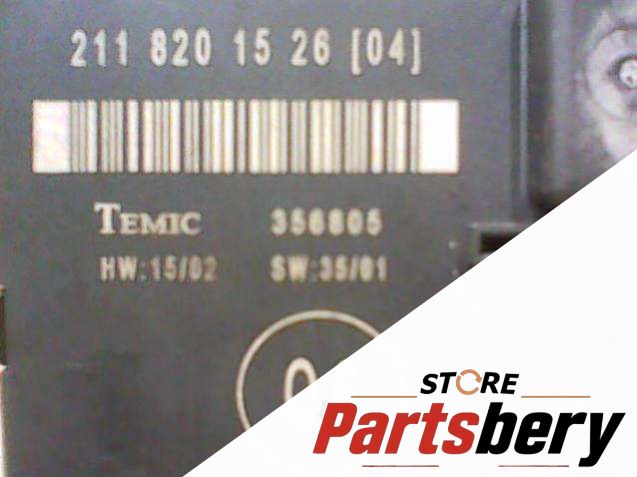 211 820 15 26 [04]
TEMIC 356805
HW:15/02 SW:35/01
STORE
Partsbery